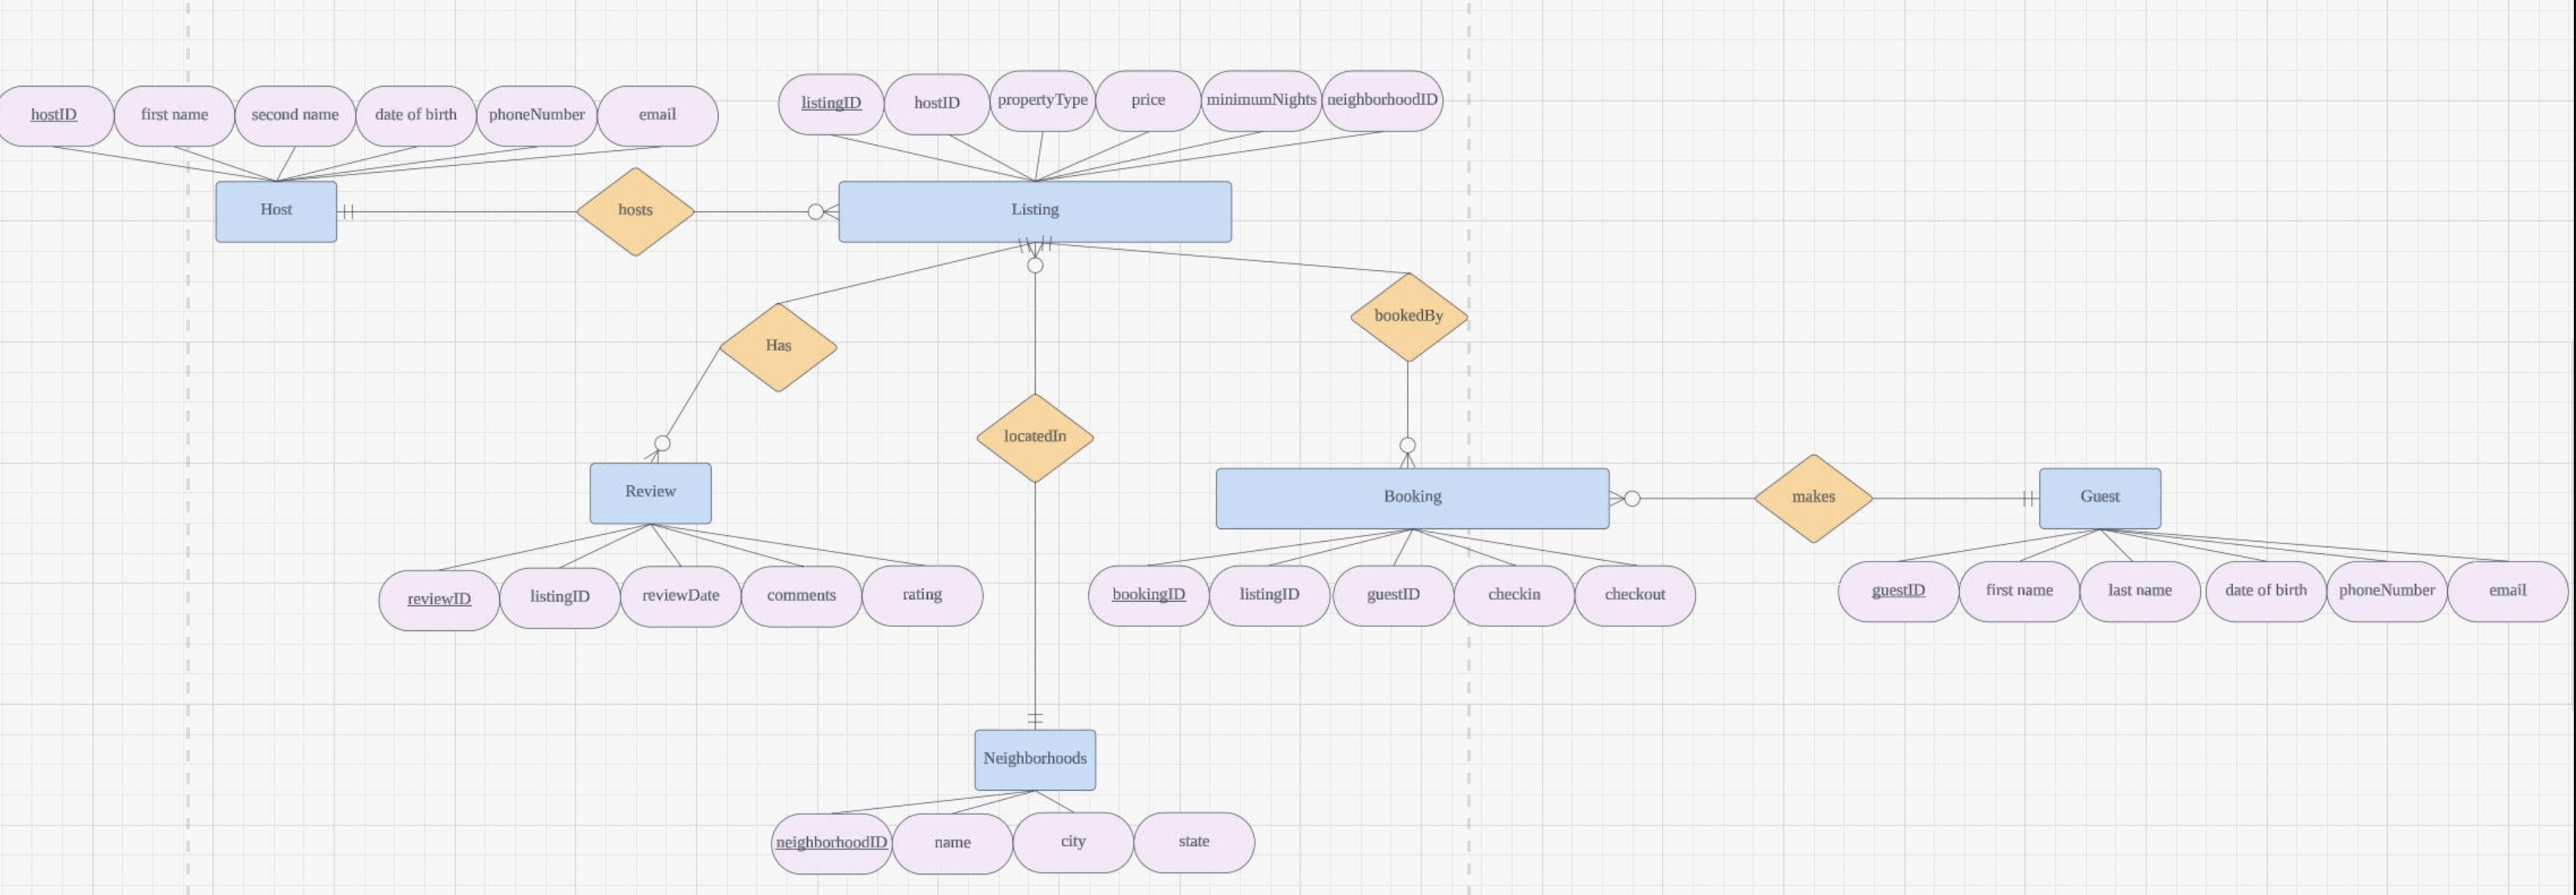 hostID
first name
second name
date of birth
phoneNumber
email
listingID
hostID
propertyType
price
minimumNights
neighborhoodID
Host
hosts
Listing
Has
bookedBy
locatedIn
Review
Booking
makes
Guest
reviewID
listingID
reviewDate
comments
rating
bookingID
listingID
guestID
checkin
checkout
guestID
first name
last name
date of birth
phoneNumber
email
Neighborhoods
neighborhoodID
name
city
state